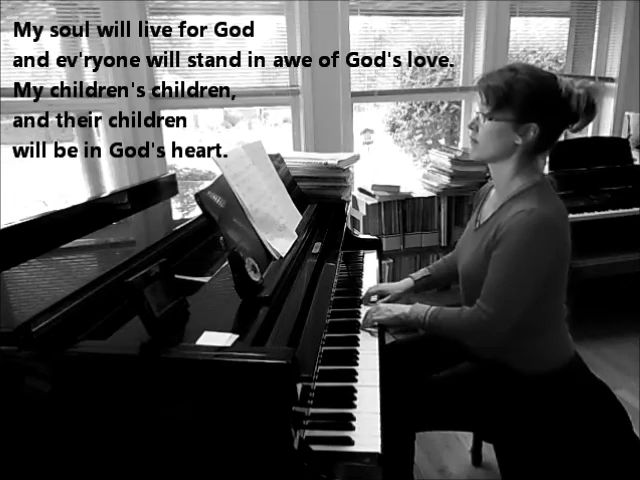 My soul will live for God
and ev'ryone will stand in awe of God's love.
My children's children,
and their children
will be in God's heart.